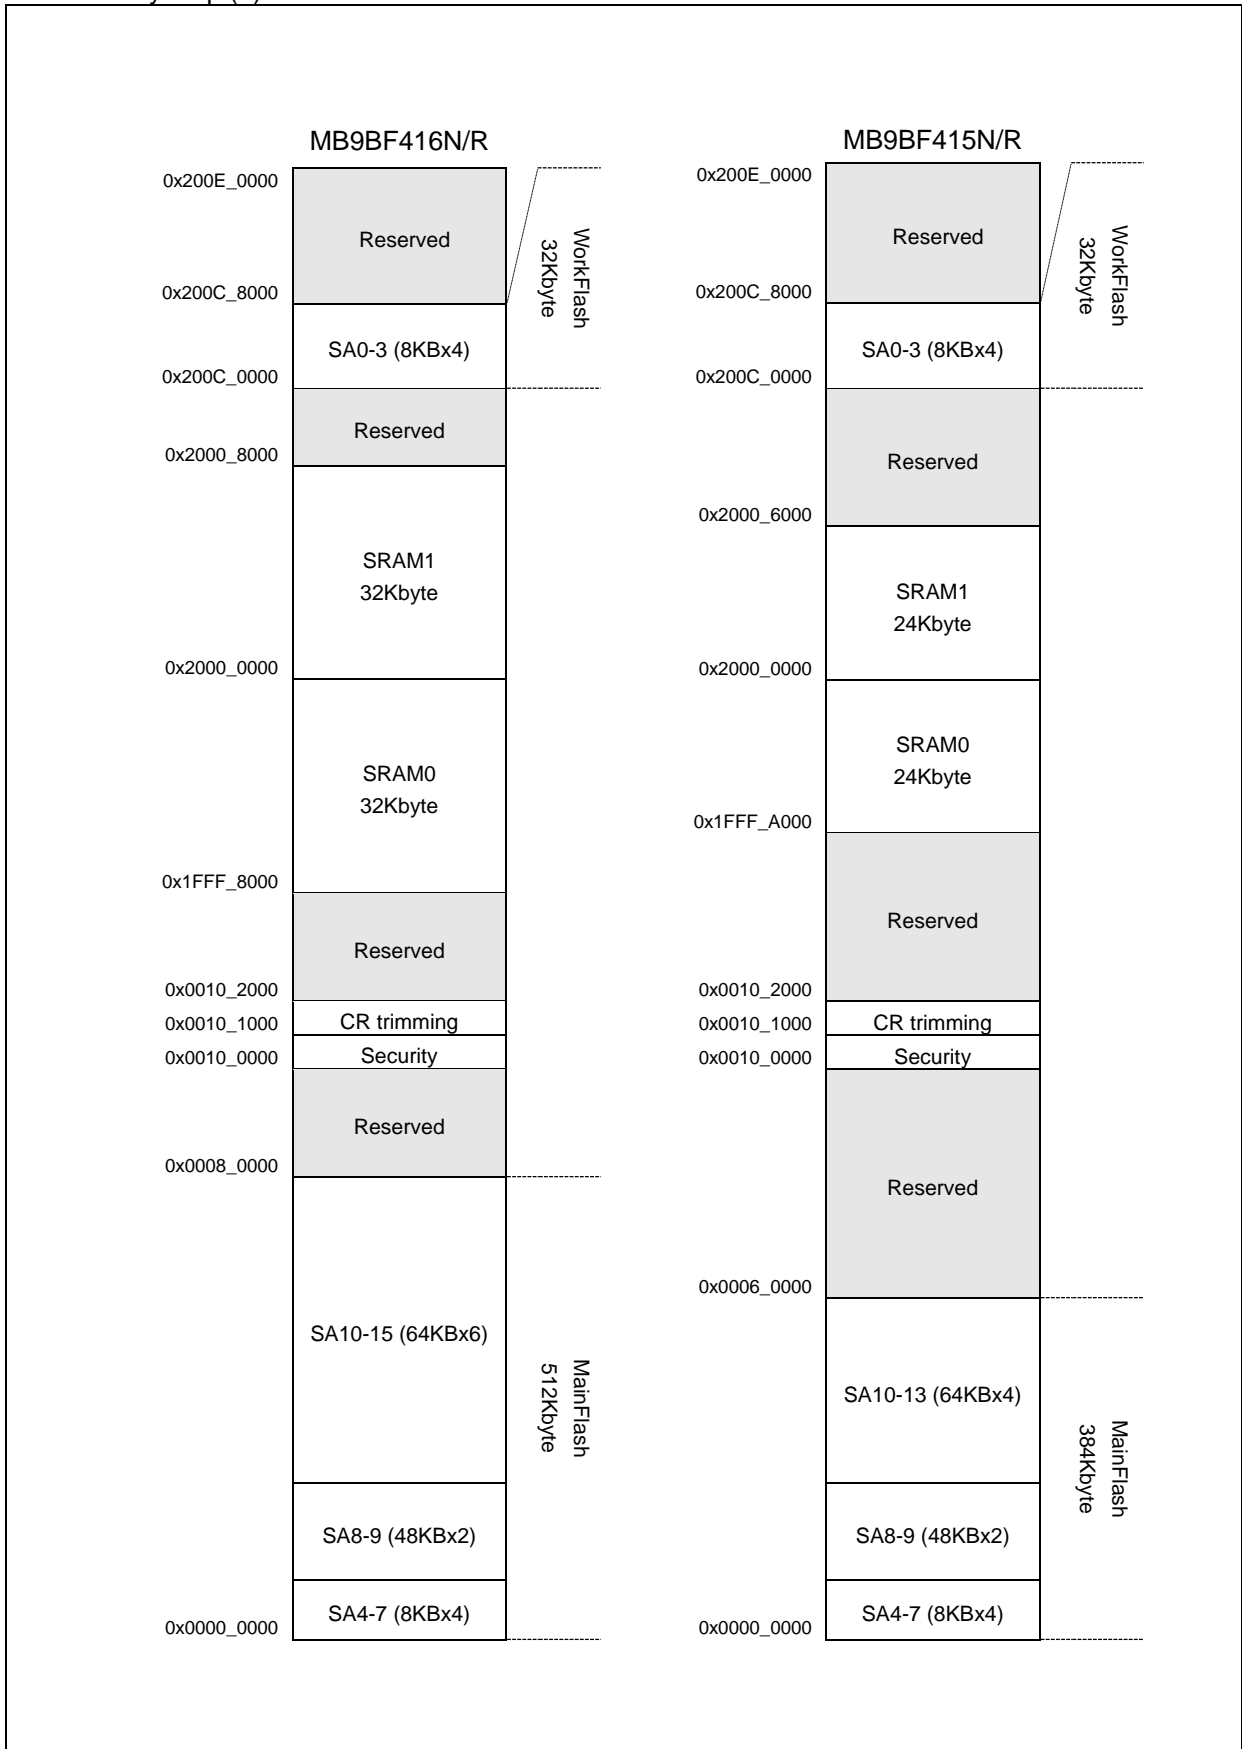 MB9BF416N/R
0x200E_0000
Reserved
0x200C_8000
SA0-3 (8KBx4)
0x200C_0000
Reserved
0x2000_8000
SRAM1
32Kbyte
0x2000_0000
SRAM0
32Kbyte
0x1FFF_8000
Reserved
0x0010_2000
CR trimming
0x0010_1000
Security
0x0010_0000
Reserved
0x0008_0000
SA10-15 (64KBx6)
SA8-9 (48KBx2)
SA4-7 (8KBx4)
0x0000_0000
WorkFlash
32Kbyte
MainFlash
512Kbyte
MB9BF415N/R
0x200E_0000
Reserved
0x200C_8000
SA0-3 (8KBx4)
0x200C_0000
Reserved
0x2000_6000
SRAM1
24Kbyte
0x2000_0000
SRAM0
24Kbyte
0x1FFF_A000
Reserved
0x0010_2000
CR trimming
0x0010_1000
Security
0x0010_0000
Reserved
0x0006_0000
SA10-13 (64KBx4)
SA8-9 (48KBx2)
SA4-7 (8KBx4)
0x0000_0000
WorkFlash
32Kbyte
MainFlash
384Kbyte